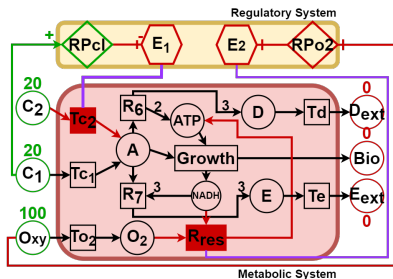 Regulatory System
+ RPcl - E1 E2 RPo2
20 0
C2 Tc2 R6 2 ATP 3 D Td Dext
0
20 A Growth Bio
C1 Tc1
R7 3 NADH 3 E Te Eext
100 0
Oxy To2 O2 Rres
Metabolic System